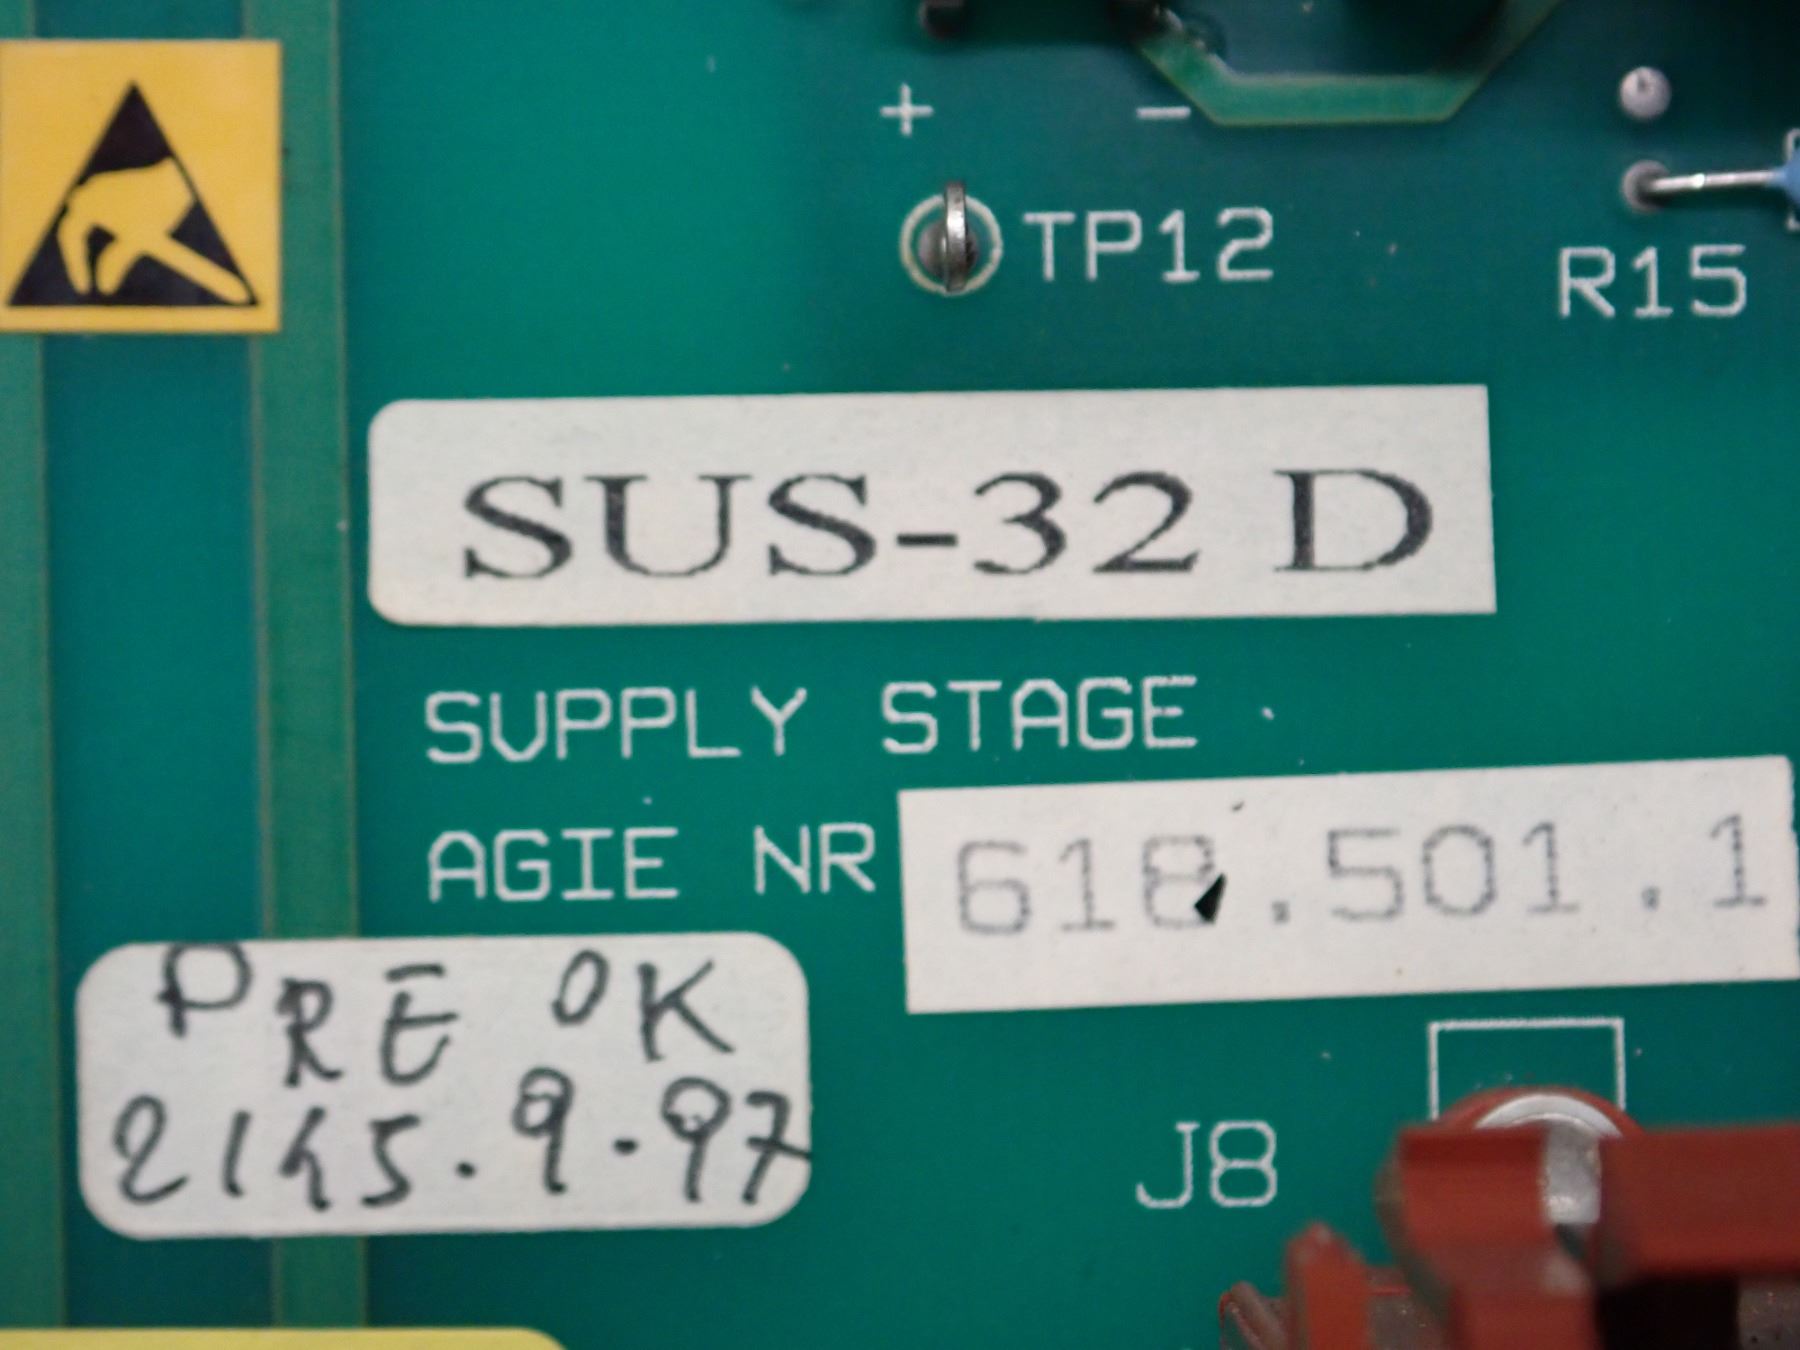 + −
TP12
R15
SUS-32 D
SUPPLY STAGE
AGIE NR 618.501.1
PRE OK
2145.9.97
J8